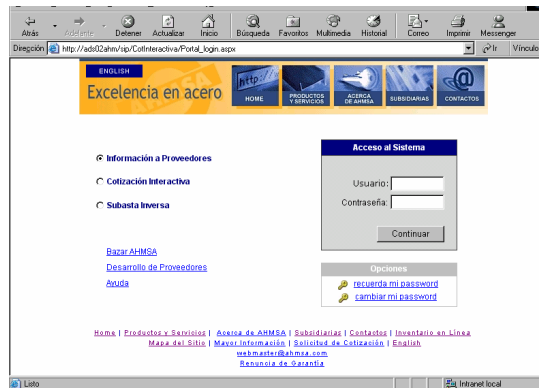 Atrás Adelante Detener Actualizar Inicio Búsqueda Favoritos Multimedia Historial Correo Imprimir Messenger
Dirección http://ads02ahm/sip/CotInteractiva/Portal_login.aspx Ir Vínculo
ENGLISH
Excelencia en acero
http://
HOME
PRODUCTOS Y SERVICIOS
ACERCA DE AHMSA
SUBSIDIARIAS
CONTACTOS
Información a Proveedores
Cotización Interactiva
Subasta Inversa
Bazar AHMSA
Desarrollo de Proveedores
Ayuda
Acceso al Sistema
Usuario:
Contraseña:
Continuar
Opciones
recuerda mi password
cambiar mi password
Home | Productos y Servicios | Acerca de AHMSA | Subsidiarias | Contactos | Inventario en Línea
Mapa del Sitio | Mayor Información | Solicitud de Cotización | English
webmaster@ahmsa.com
Renuncia de Garantía
Listo Intranet local